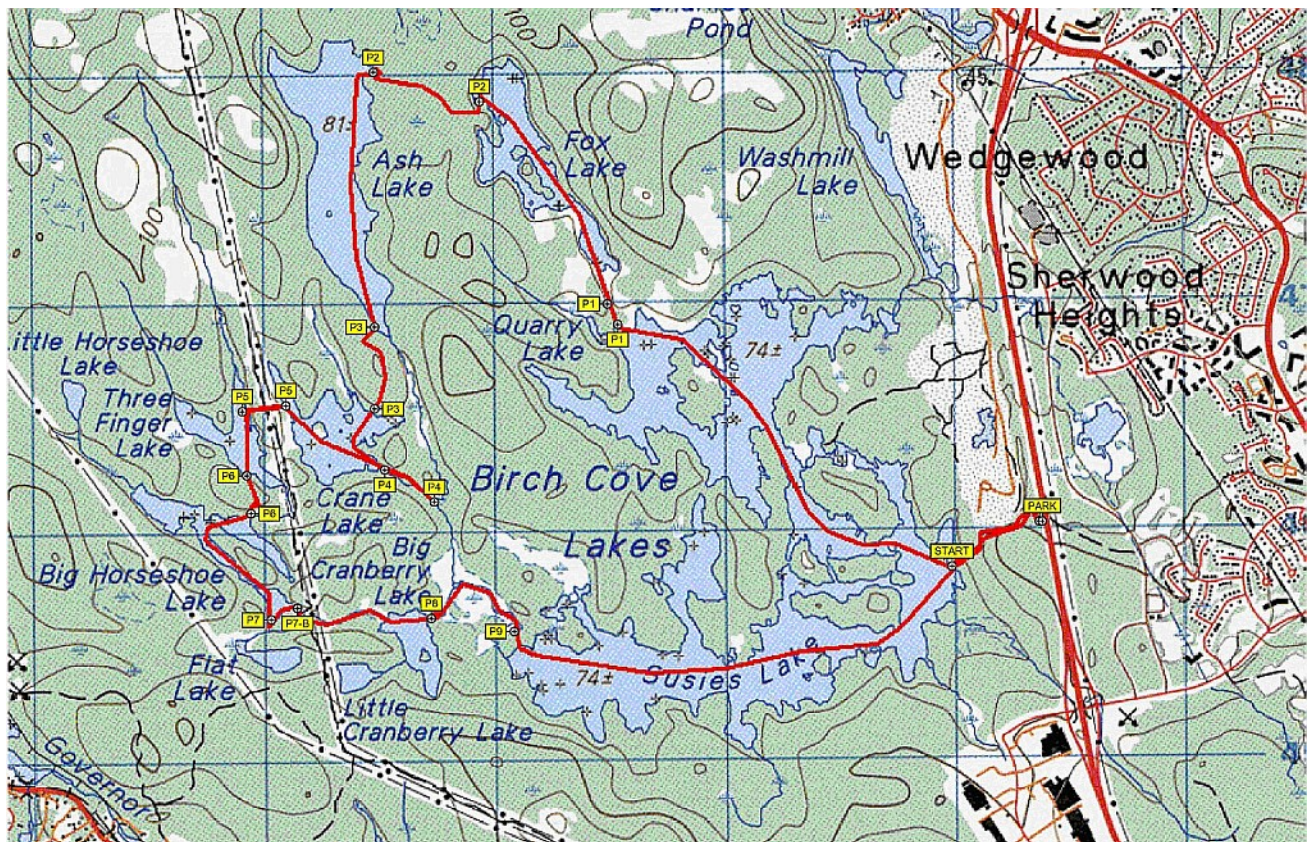 Pond
P2
P2
45.
81±
Ash
Lake
Fox
Lake
Washmill
Lake
Wedgewood
100
100
Sherwood
Heights
P1
P1
Quarry
Lake
74±
P3
P3
Little Horseshoe
Lake
Three
Finger
Lake
P5
P5
P6
P6
P4
P4
Crane
Lake
Birch Cove
Lakes
PARK
START
Big
Cranberry
Lake
Big Horseshoe
Lake
P7
P7-B
P8
P9
Flat
Lake
74±
Susies Lake
Little
Cranberry Lake
Governor